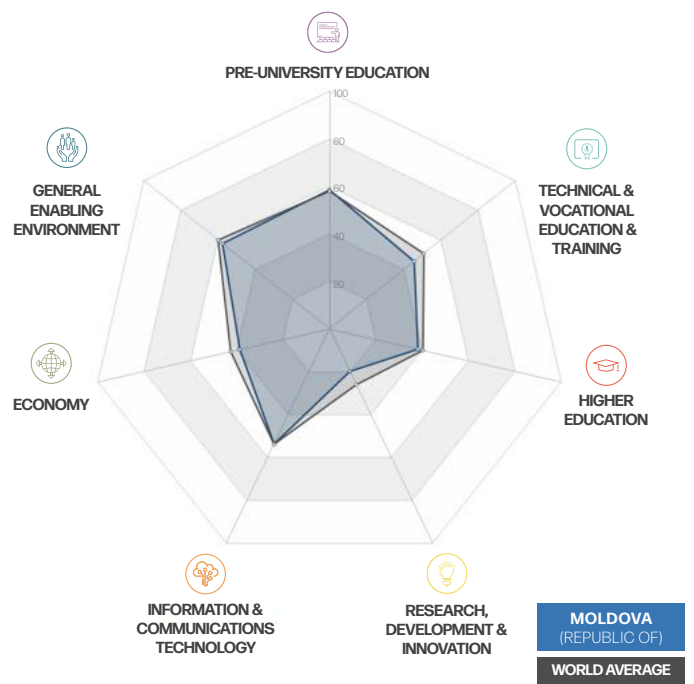 PRE-UNIVERSITY EDUCATION
100
80
60
40
20
GENERAL
ENABLING
ENVIRONMENT
TECHNICAL &
VOCATIONAL
EDUCATION &
TRAINING
ECONOMY
HIGHER
EDUCATION
INFORMATION &
COMMUNICATIONS
TECHNOLOGY
RESEARCH,
DEVELOPMENT &
INNOVATION
MOLDOVA
(REPUBLIC OF)
WORLD AVERAGE